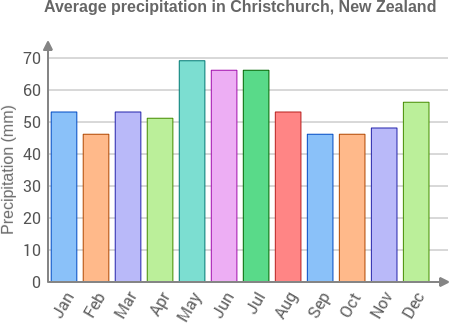 Average precipitation in Christchurch, New Zealand
Precipitation (mm)
70
60
50
40
30
20
10
0
Jan Feb Mar Apr May Jun Jul Aug Sep Oct Nov Dec